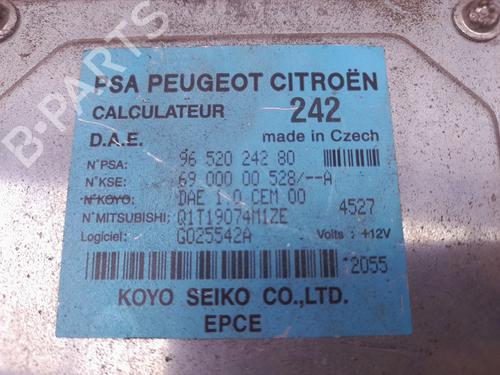 B-PARTS
PSA PEUGEOT CITROËN
CALCULATEUR 242
D.A.E. made in Czech
N°PSA: 96 520 242 80
N°KSE: 69 000 00 528/--A
N°KOYO: DAE 1.0 CEM 00
N°MITSUBISHI: Q1T19074M1ZE 4527
Logiciel: G025542A Volts : +12V
2055
KOYO SEIKO CO.,LTD.
EPCE